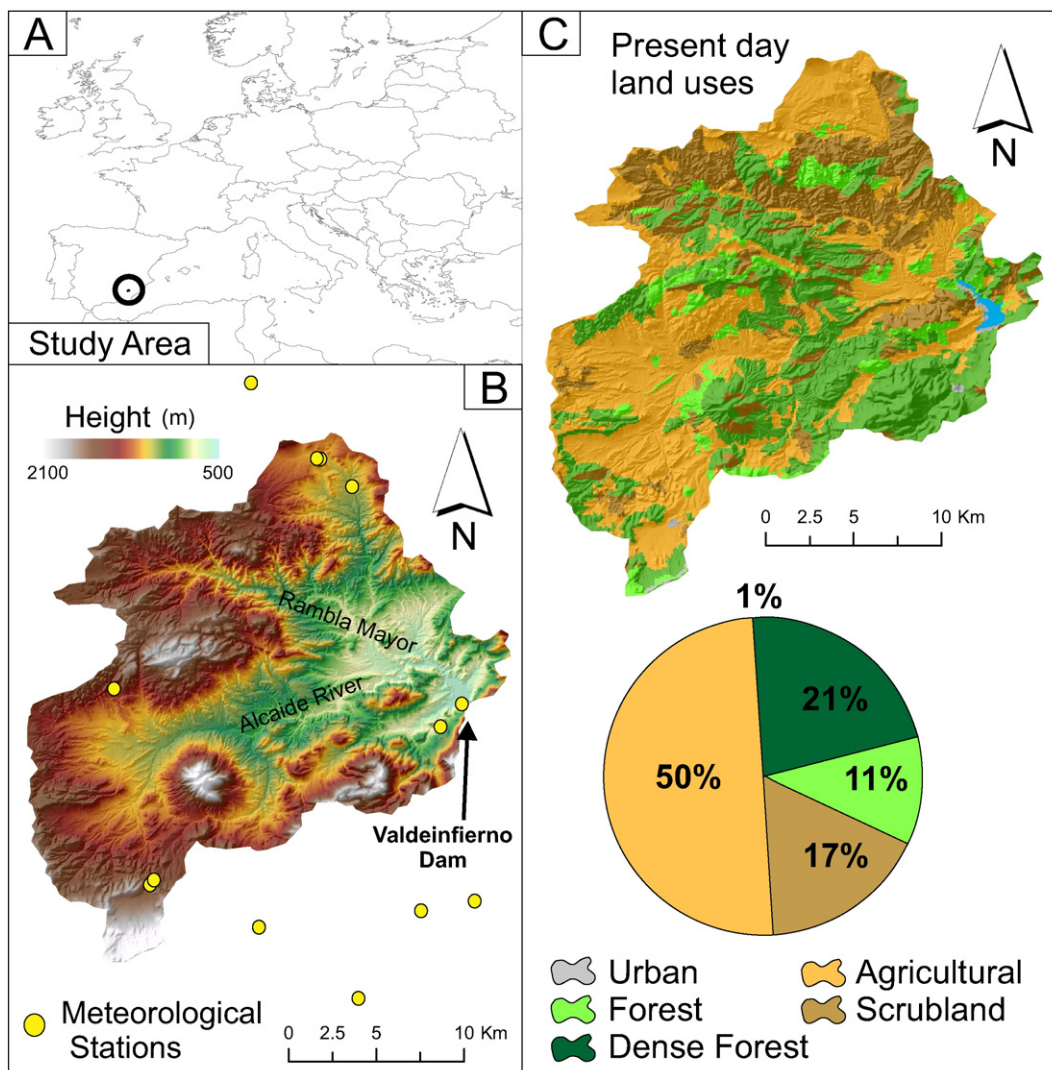 A
Study Area
B
Height (m)
2100
500
N
Rambla Mayor
Alcaide River
Valdeinfierno
Dam
Meteorological
Stations
0 2.5 5 10 Km
C
Present day
land uses
N
0 2.5 5 10 Km
1%
21%
50%
11%
17%
Urban
Agricultural
Forest
Scrubland
Dense Forest